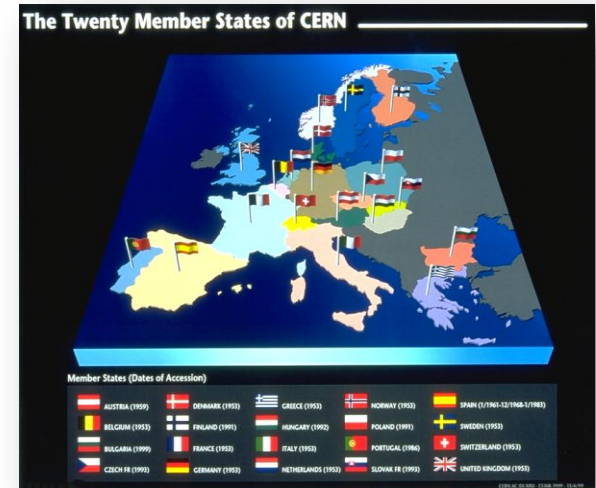 The Twenty Member States of CERN
Member States (Dates of Accession)
AUSTRIA (1959)
DENMARK (1953)
GREECE (1953)
NORWAY (1953)
SPAIN (1/1961-12/1968-1/1983)
BELGIUM (1953)
FINLAND (1991)
HUNGARY (1992)
POLAND (1991)
SWEDEN (1953)
BULGARIA (1999)
FRANCE (1953)
ITALY (1953)
PORTUGAL (1986)
SWITZERLAND (1953)
CZECH FR (1993)
GERMANY (1953)
NETHERLANDS (1953)
SLOVAK FR (1993)
UNITED KINGDOM (1953)